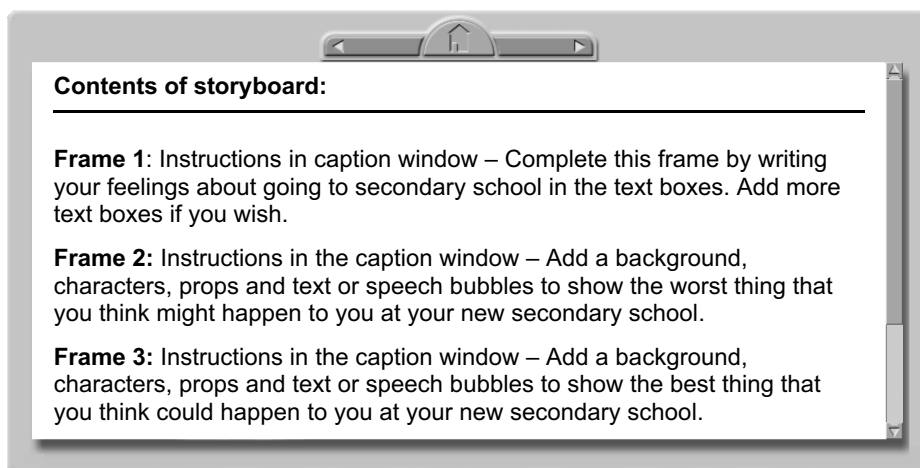 Contents of storyboard:
Frame 1: Instructions in caption window – Complete this frame by writing
your feelings about going to secondary school in the text boxes. Add more
text boxes if you wish.
Frame 2: Instructions in the caption window – Add a background,
characters, props and text or speech bubbles to show the worst thing that
you think might happen to you at your new secondary school.
Frame 3: Instructions in the caption window – Add a background,
characters, props and text or speech bubbles to show the best thing that
you think could happen to you at your new secondary school.